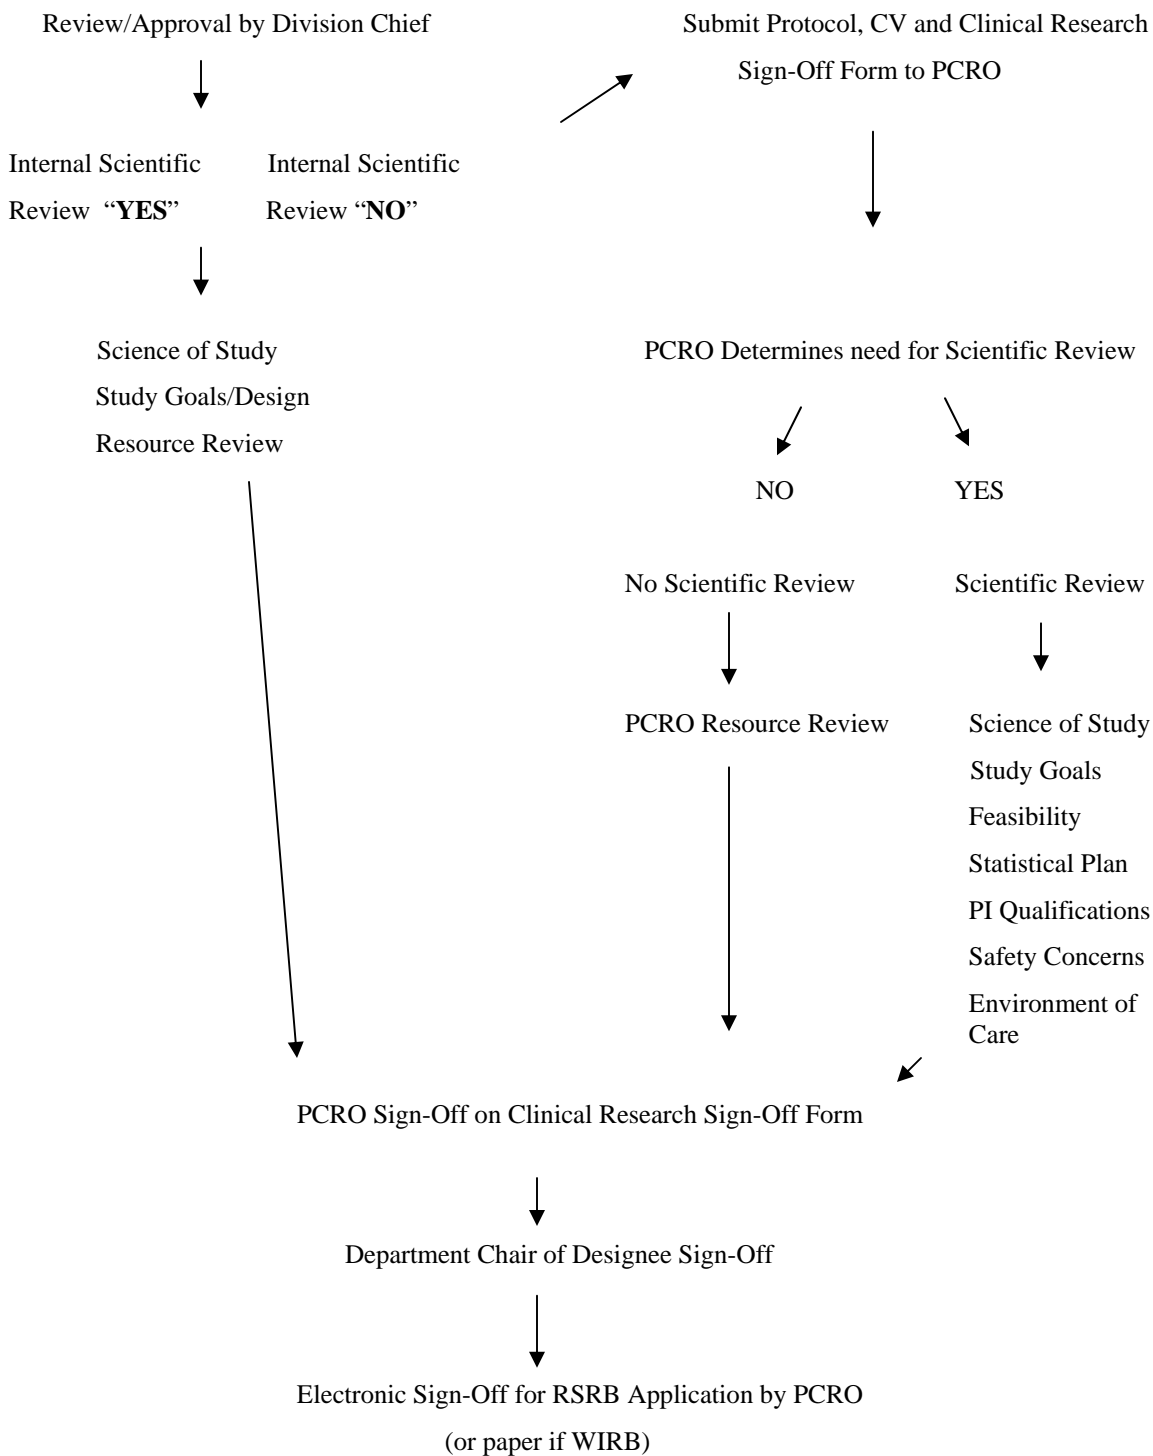 Review/Approval by Division Chief
Submit Protocol, CV and Clinical Research
Sign-Off Form to PCRO
Internal Scientific
Review “YES”
Internal Scientific
Review “NO”
Science of Study
Study Goals/Design
Resource Review
PCRO Determines need for Scientific Review
NO
YES
No Scientific Review
Scientific Review
PCRO Resource Review
Science of Study
Study Goals
Feasibility
Statistical Plan
PI Qualifications
Safety Concerns
Environment of
Care
PCRO Sign-Off on Clinical Research Sign-Off Form
Department Chair of Designee Sign-Off
Electronic Sign-Off for RSRB Application by PCRO
(or paper if WIRB)